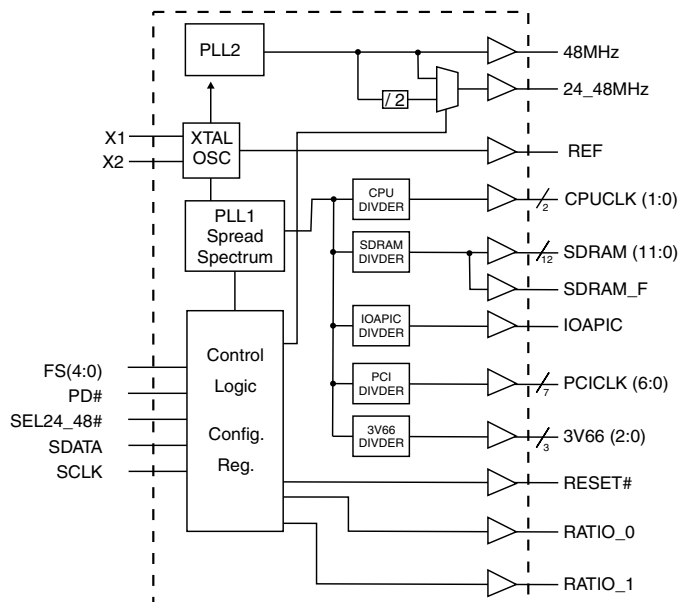 PLL2
48MHz
/ 2
24_48MHz
X1
X2
XTAL
OSC
REF
PLL1
Spread
Spectrum
CPU
DIVDER
2
CPUCLK (1:0)
SDRAM
DIVDER
12
SDRAM (11:0)
SDRAM_F
IOAPIC
DIVDER
IOAPIC
FS(4:0)
PD#
SEL24_48#
SDATA
SCLK
Control
Logic
Config.
Reg.
PCI
DIVDER
7
PCICLK (6:0)
3V66
DIVDER
3
3V66 (2:0)
RESET#
RATIO_0
RATIO_1